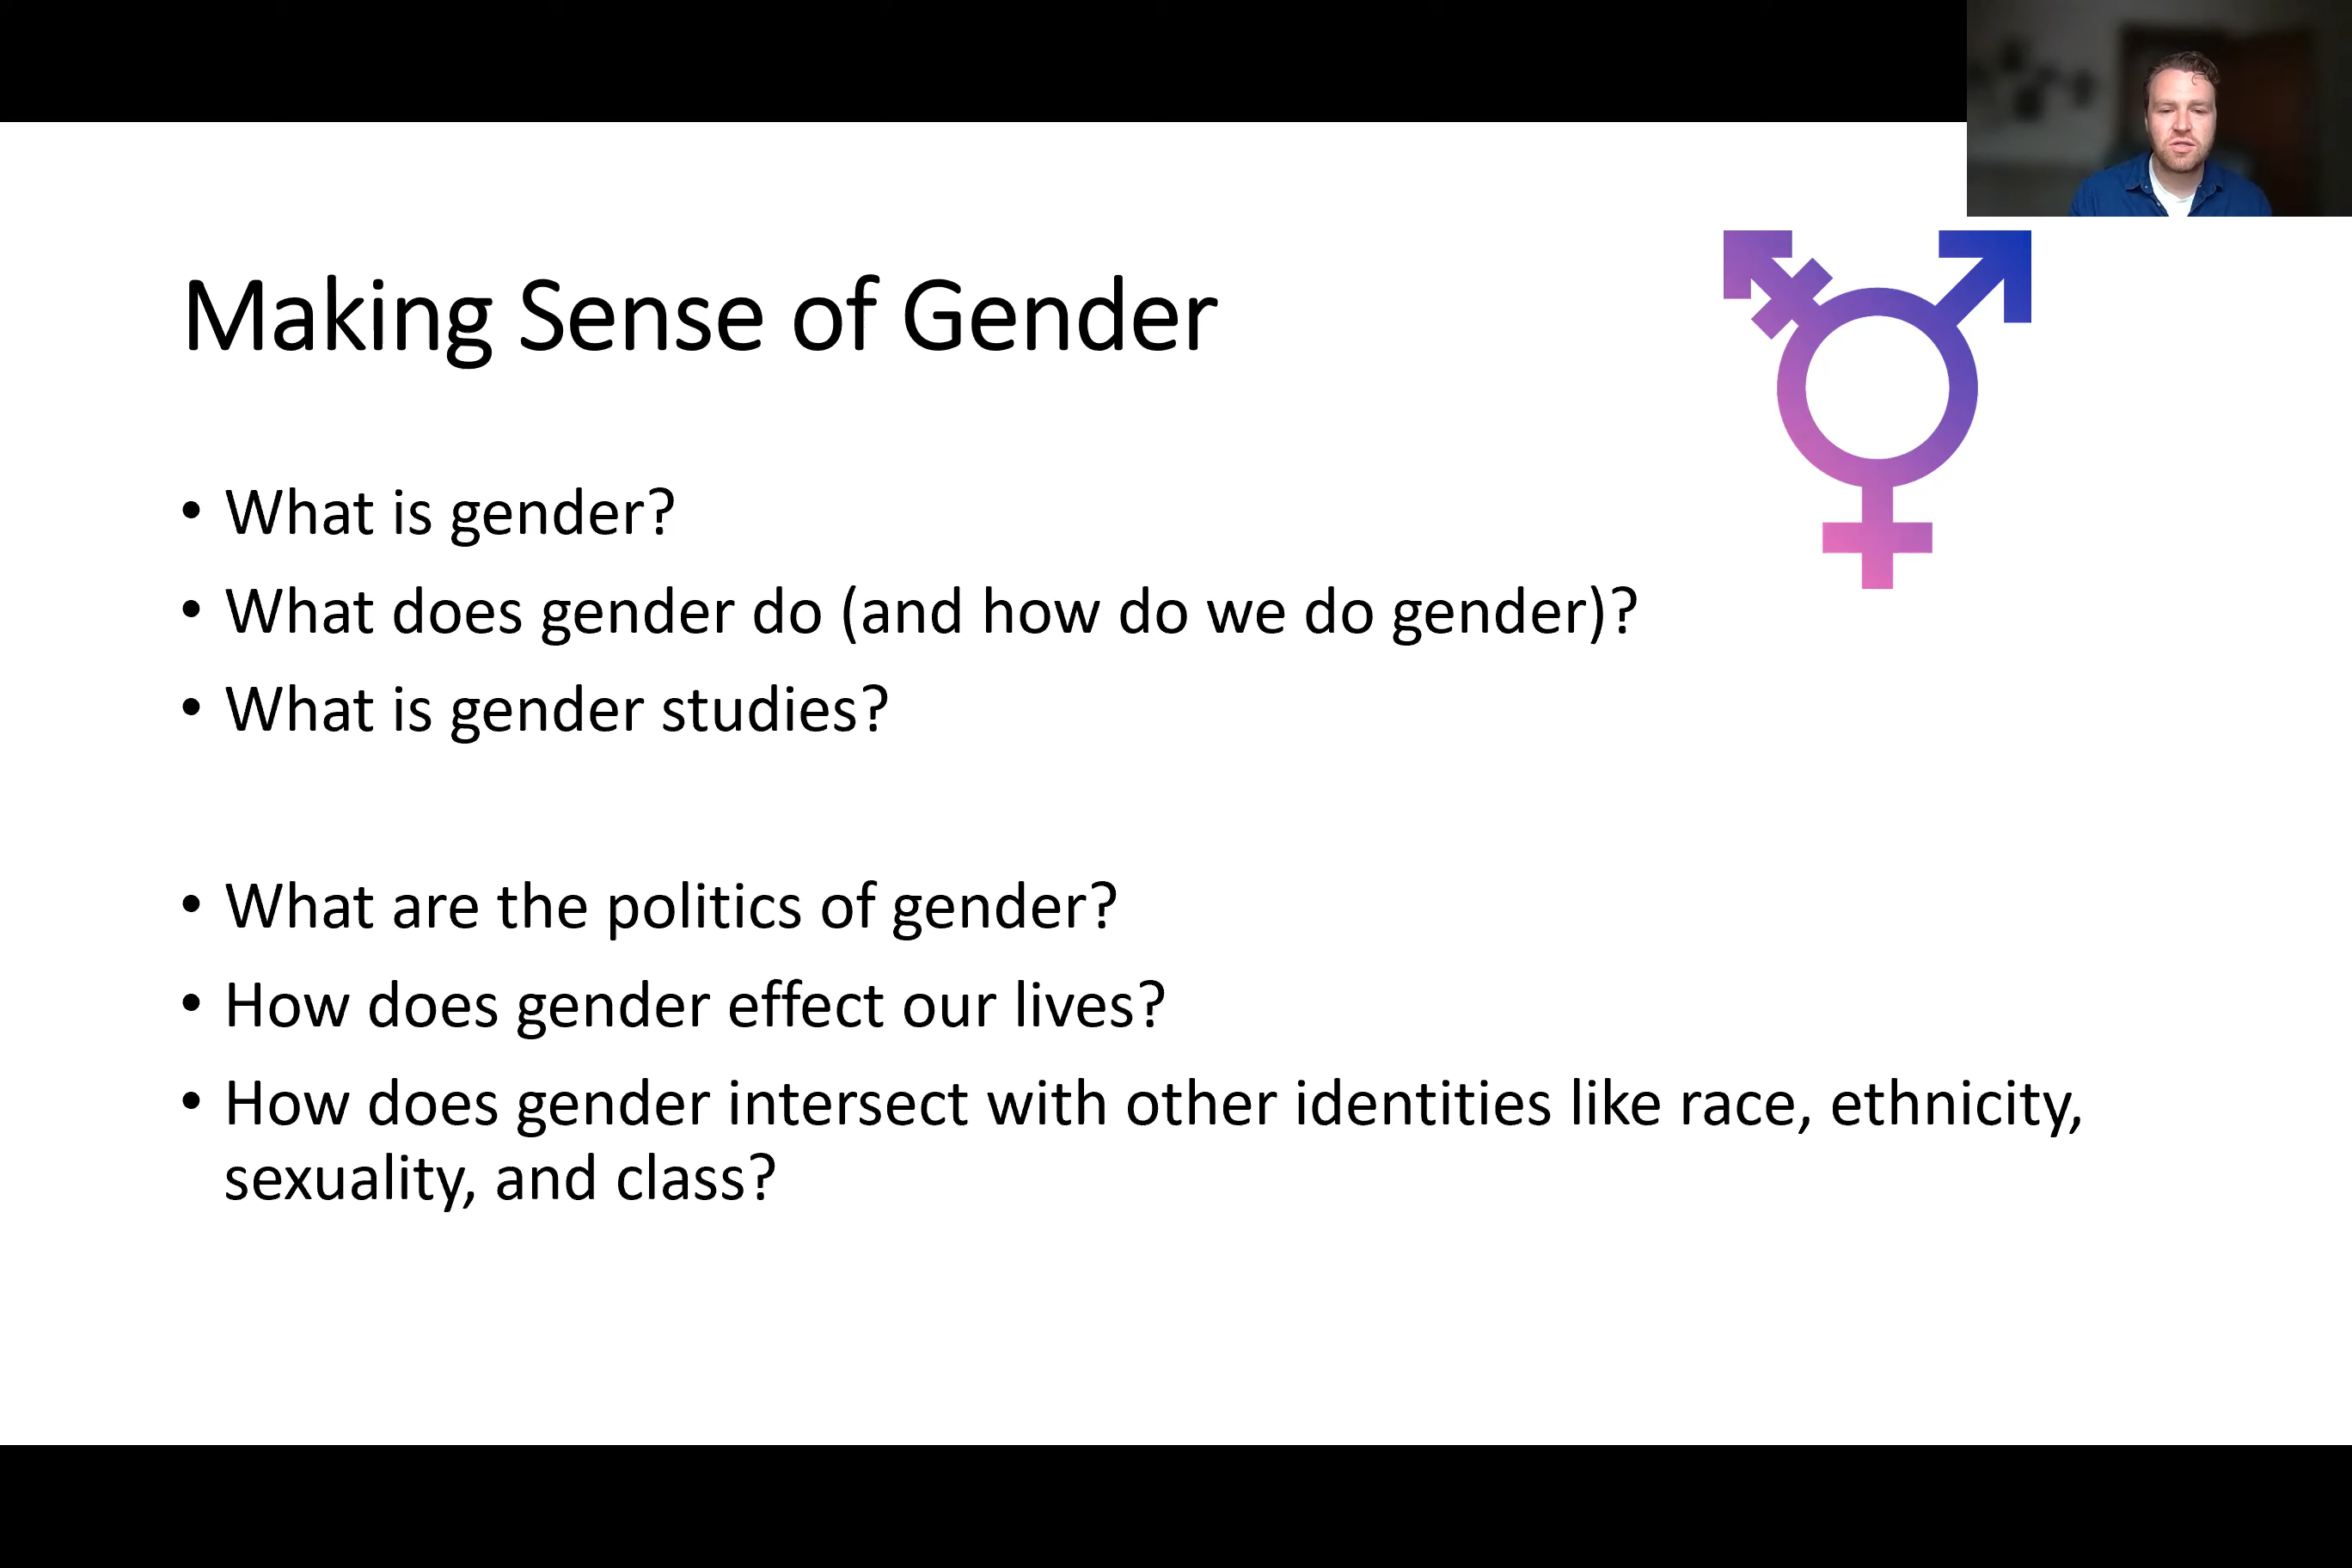 Making Sense of Gender
• What is gender?
• What does gender do (and how do we do gender)?
• What is gender studies?
• What are the politics of gender?
• How does gender effect our lives?
• How does gender intersect with other identities like race, ethnicity,
sexuality, and class?